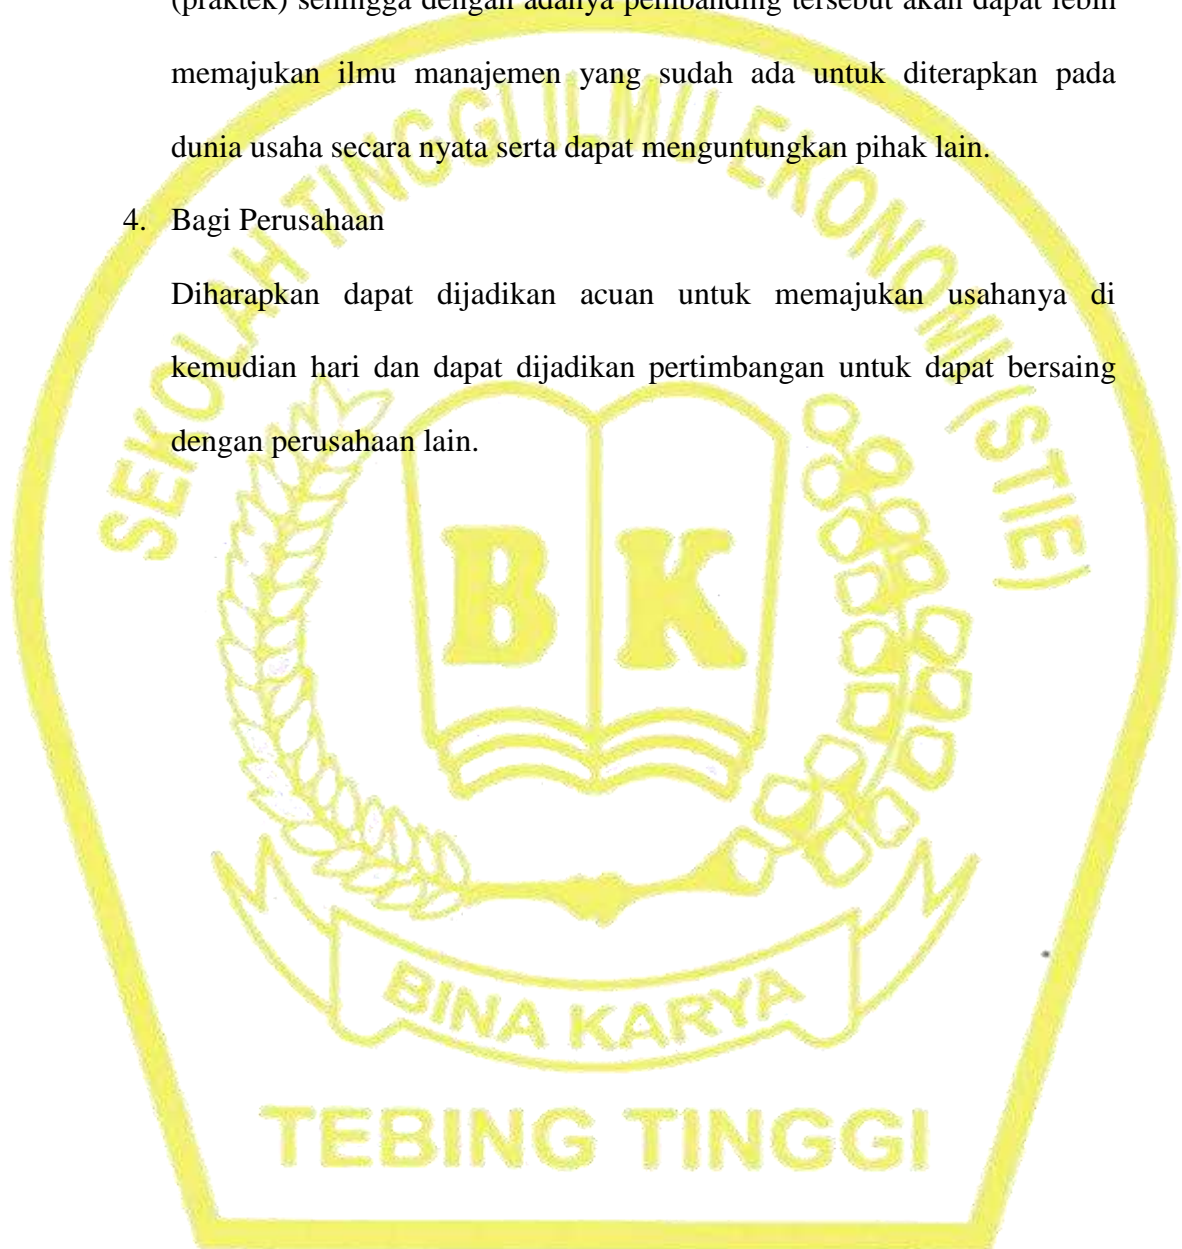 (praktek) sehingga dengan adanya pembanding tersebut akan dapat lebih
memajukan ilmu manajemen yang sudah ada untuk diterapkan pada
dunia usaha secara nyata serta dapat menguntungkan pihak lain.
4. Bagi Perusahaan
Diharapkan dapat dijadikan acuan untuk memajukan usahanya di
kemudian hari dan dapat dijadikan pertimbangan untuk dapat bersaing
dengan perusahaan lain.
SEKOLAH TINGGI ILMU EKONOMI (STIE)
B K
BINA KARYA
TEBING TINGGI